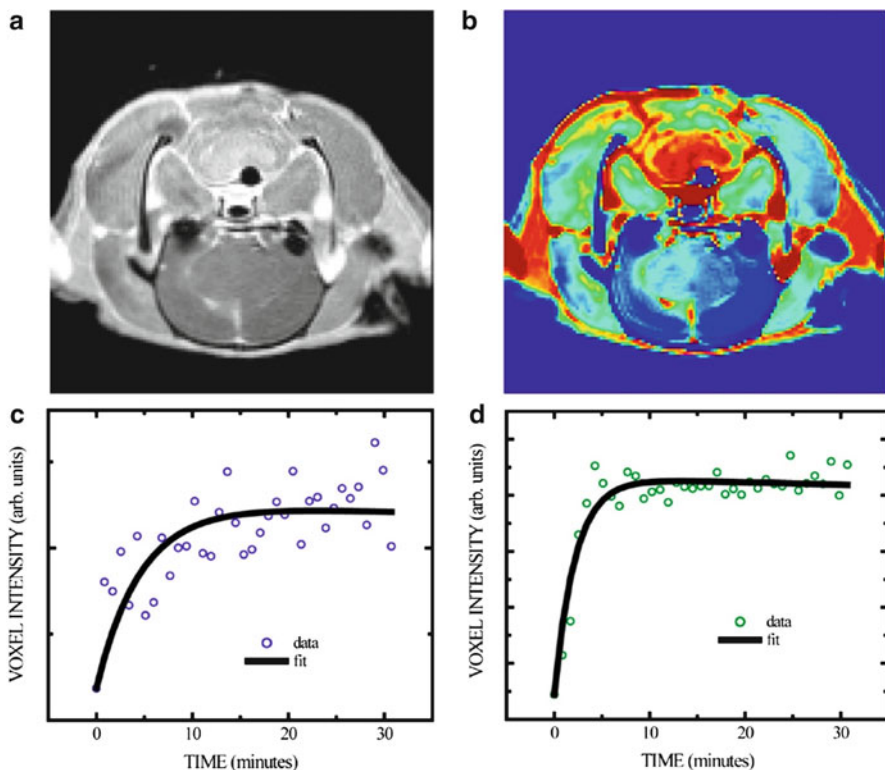 a
b
c
VOXEL INTENSITY (arb. units)
data
fit
0
10
20
30
TIME (minutes)
d
VOXEL INTENSITY (arb. units)
data
fit
0
10
20
30
TIME (minutes)